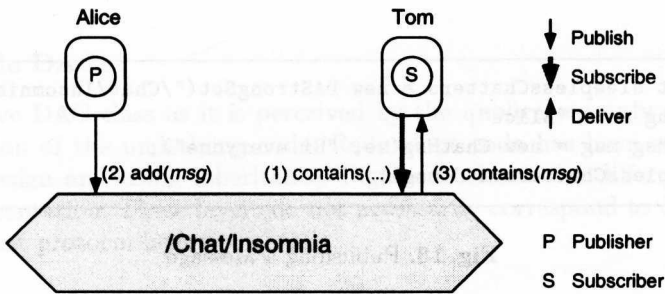 Alice
Tom
P
S
Publish
Subscribe
Deliver
(2) add(msg)
(1) contains(...)
(3) contains(msg)
/Chat/Insomnia
P Publisher
S Subscriber